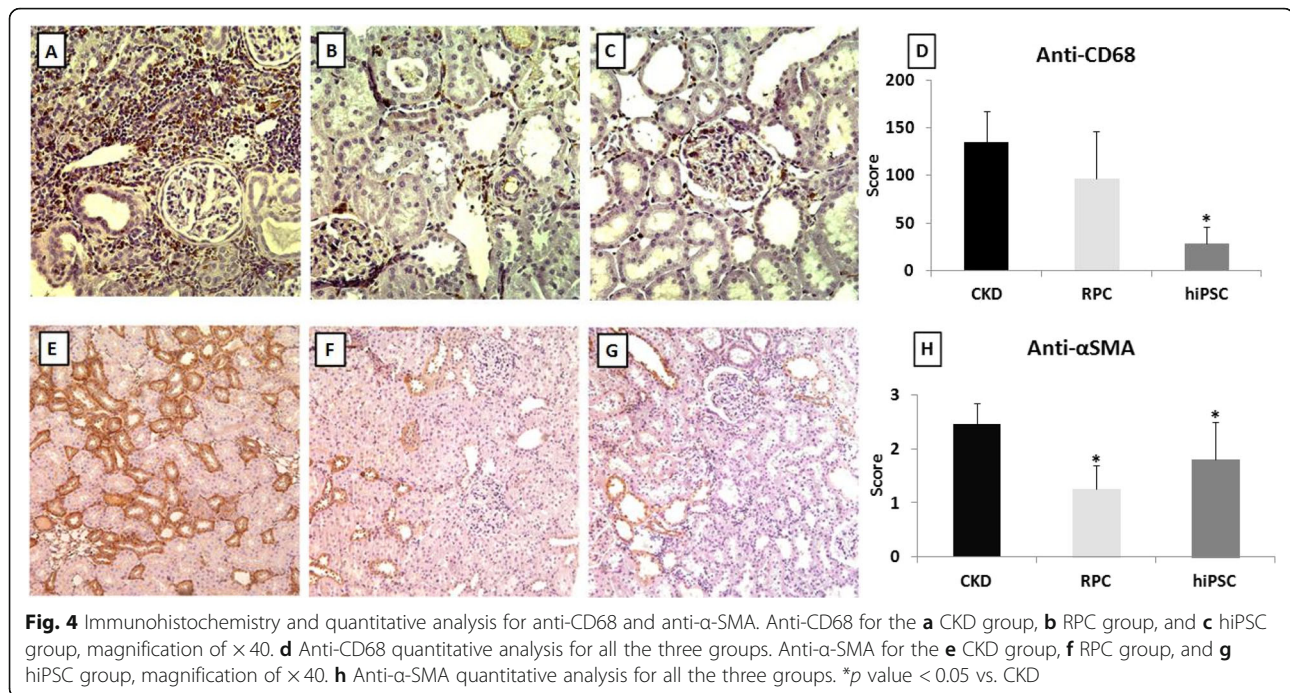 A
B
C
D
Anti-CD68
Score
200
150
100
50
0
*
CKD RPC hiPSC
E
F
G
H
Anti-αSMA
Score
3
2
1
0
*
*
CKD RPC hiPSC
Fig. 4 Immunohistochemistry and quantitative analysis for anti-CD68 and anti-α-SMA. Anti-CD68 for the a CKD group, b RPC group, and c hiPSC
group, magnification of × 40. d Anti-CD68 quantitative analysis for all the three groups. Anti-α-SMA for the e CKD group, f RPC group, and g
hiPSC group, magnification of × 40. h Anti-α-SMA quantitative analysis for all the three groups. *p value < 0.05 vs. CKD